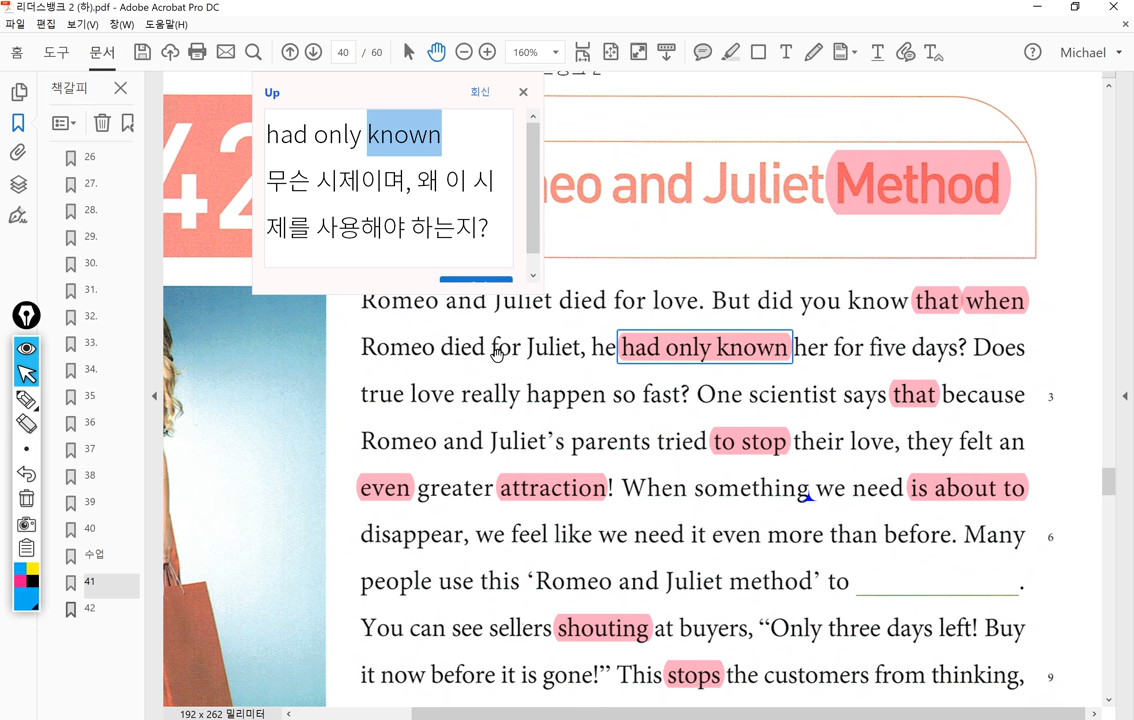 리더스뱅크 2 (하).pdf - Adobe Acrobat Pro DC
파일 편집 보기(V) 창(W) 도움말(H)
홈 도구 문서 40 / 60 160% Michael
책갈피
26
27.
28.
29.
30.
31.
32.
33.
34.
35
36
37
38
39
40
수업
41
42
Up 회신
had only known
무슨 시제이며, 왜 이 시
제를 사용해야 하는지?
42
eo and Juliet Method
Romeo and Juliet died for love. But did you know that when
Romeo died for Juliet, he had only known her for five days? Does
true love really happen so fast? One scientist says that because 3
Romeo and Juliet's parents tried to stop their love, they felt an
even greater attraction! When something we need is about to
disappear, we feel like we need it even more than before. Many 6
people use this ‘Romeo and Juliet method’ to ____________.
You can see sellers shouting at buyers, “Only three days left! Buy
it now before it is gone!” This stops the customers from thinking, 9
192 x 262 밀리미터